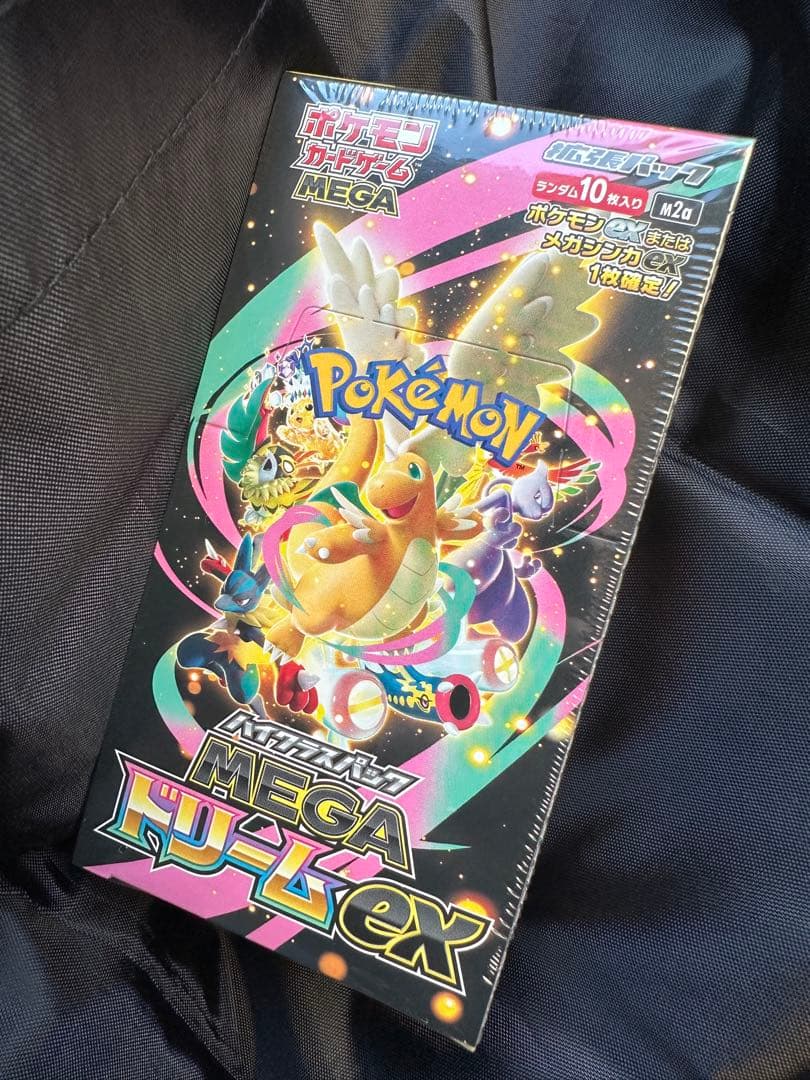 ポケモン
カードゲーム™
MEGA
拡張パック
ランダム10枚入り
M2a
ポケモンexまたは
メガシンカex
1枚確定!
POKéMON
™
ハイクラスパック
MEGA
ドリームex